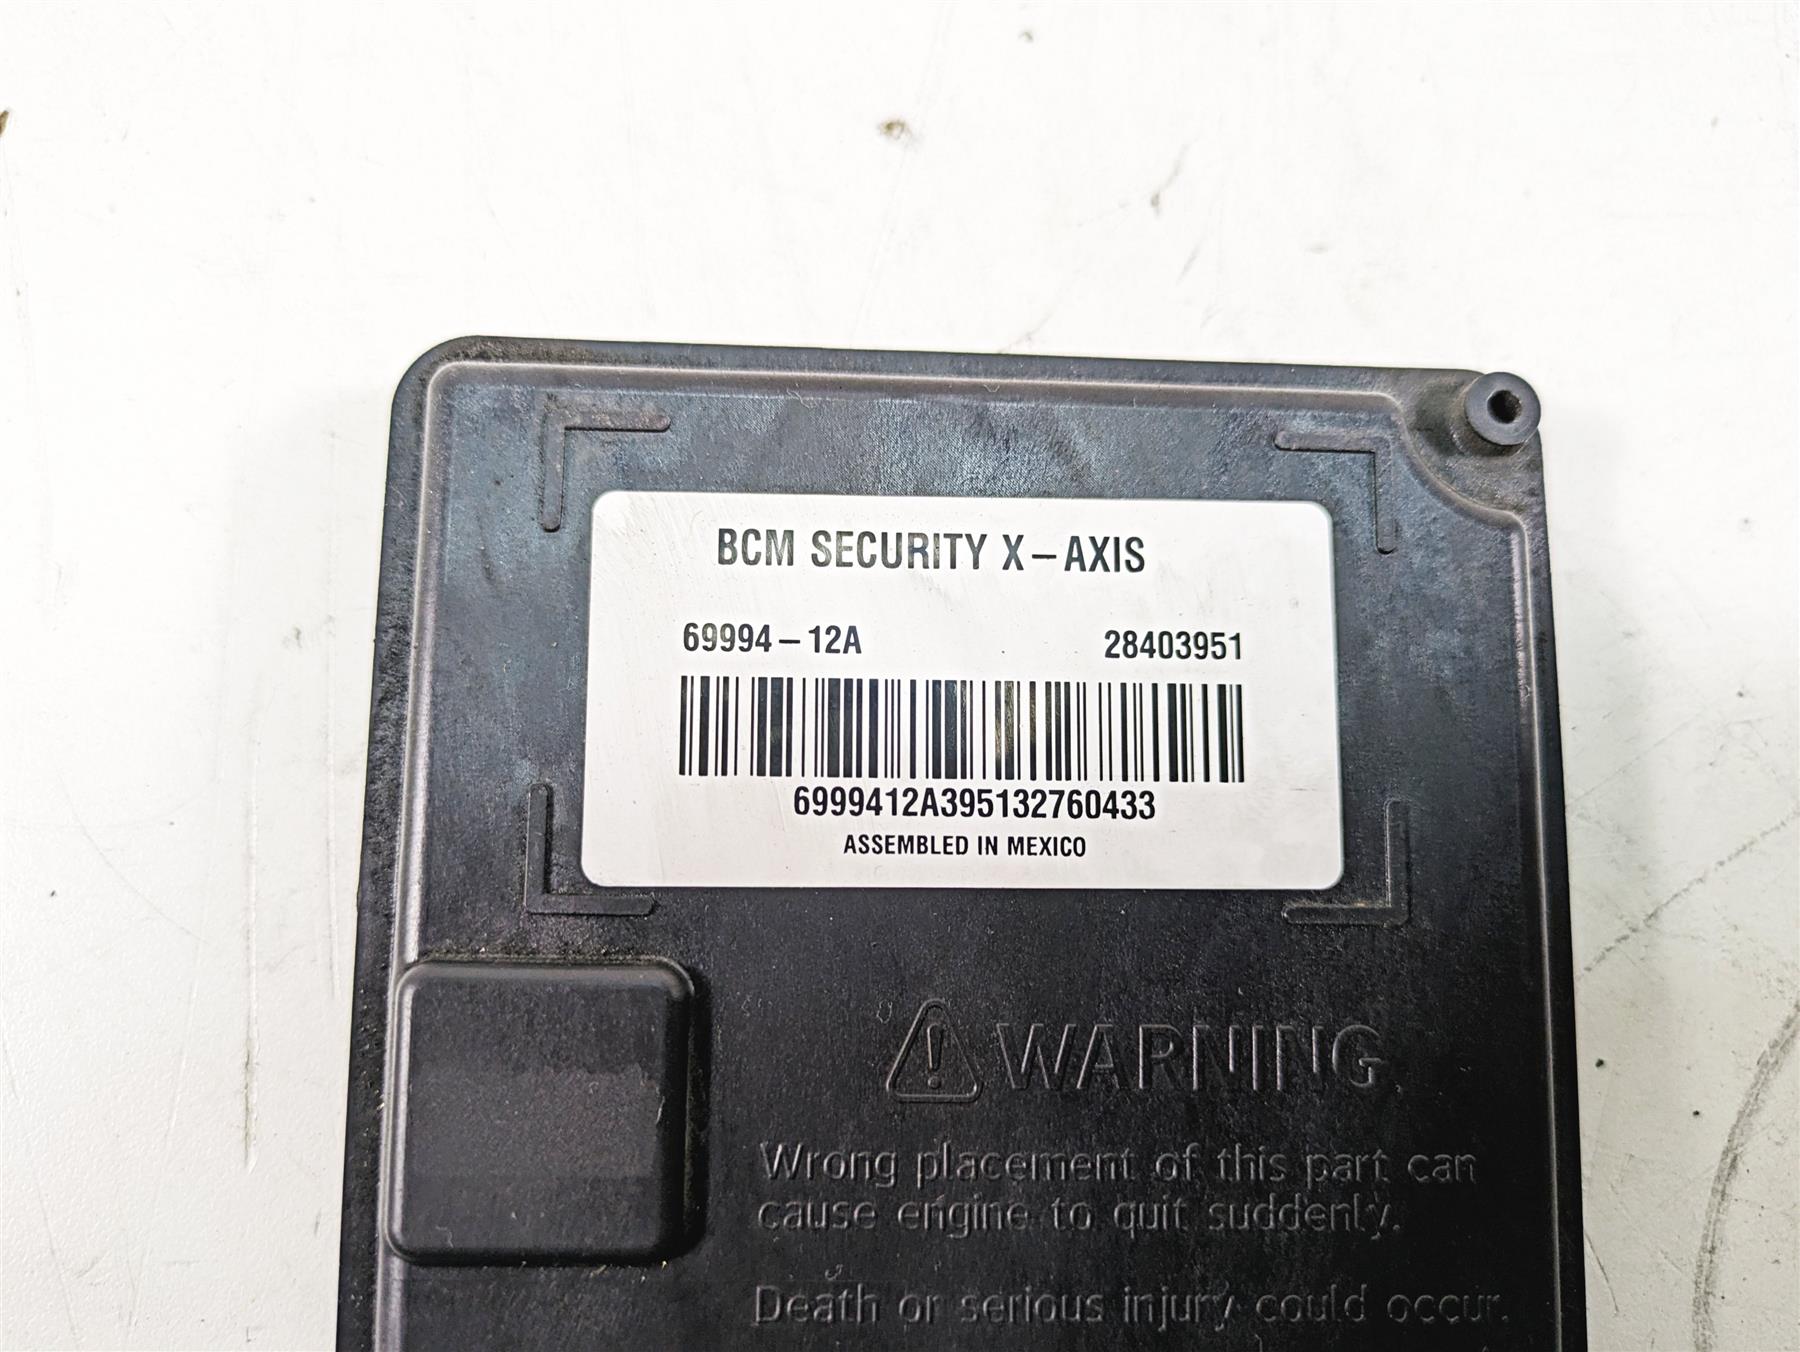 BCM SECURITY X-AXIS
69994-12A 28403951
6999412A395132760433
ASSEMBLED IN MEXICO
WARNING
Wrong placement of this part can
cause engine to quit suddenly.
Death or serious injury could occur.